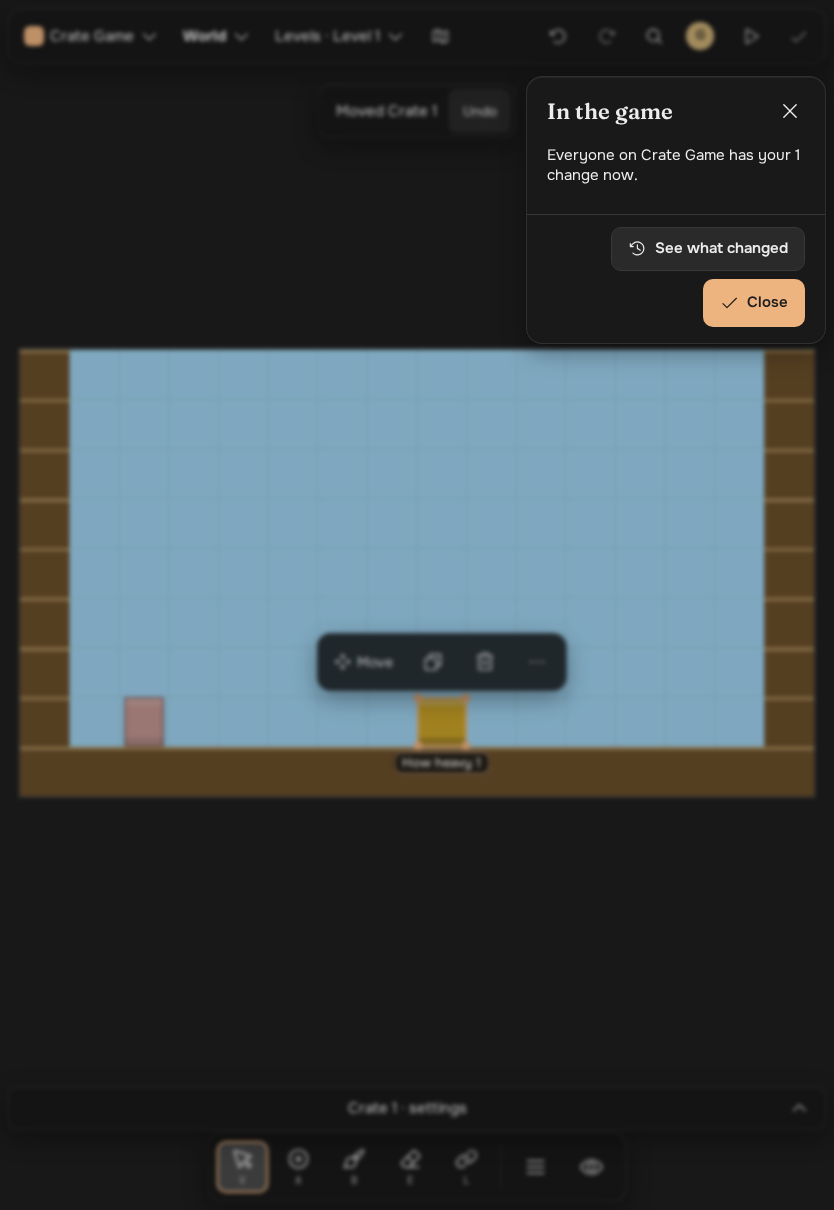 Crate Game
World
Levels · Level 1
Moved Crate 1
Undo
In the game
Everyone on Crate Game has your 1
change now.
See what changed
Close
Move
How heavy 1
Crate 1 · settings
V
A
B
E
L